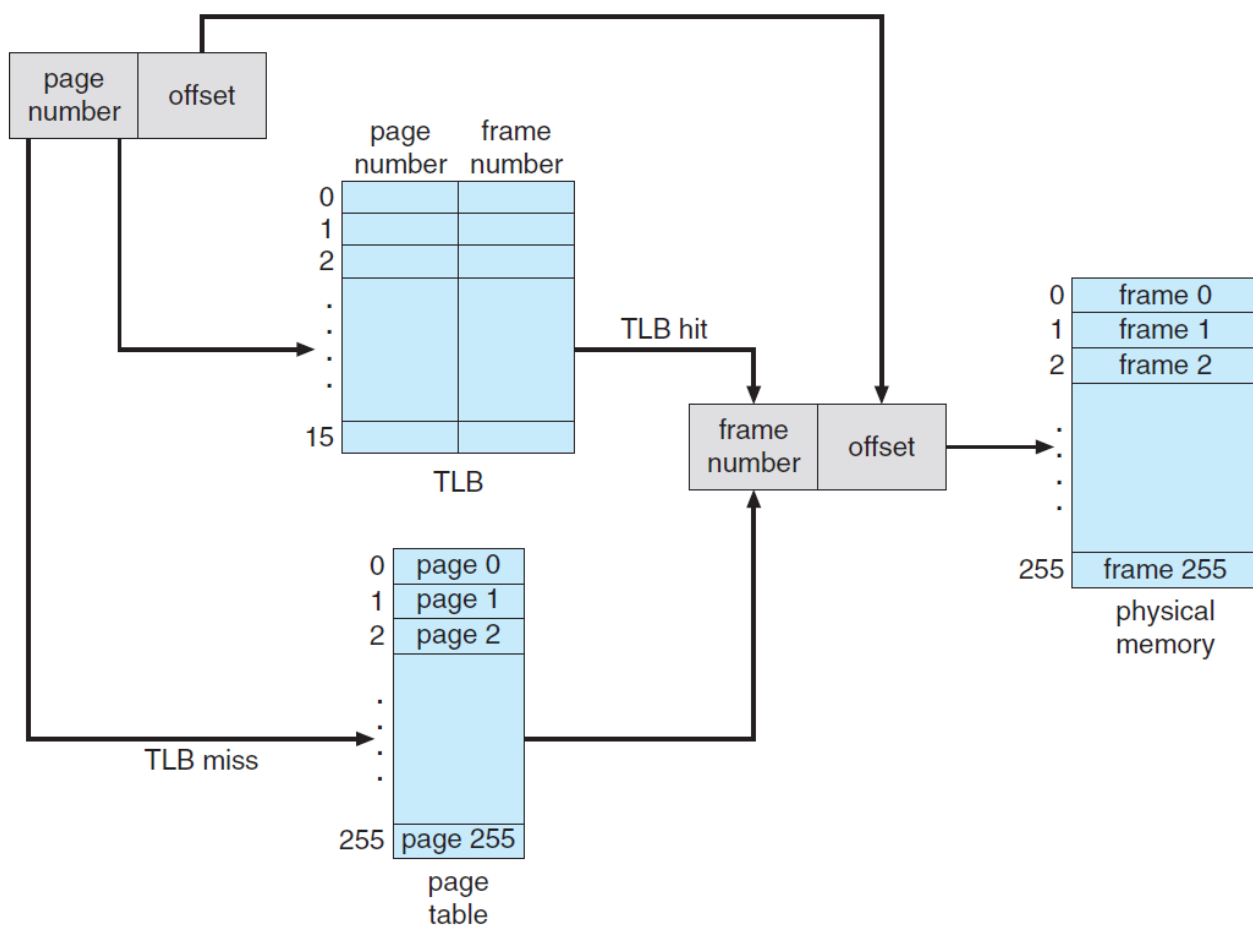 page
number
offset
page
number
frame
number
0
1
2
.
.
.
.
15
TLB
TLB hit
frame
number
offset
0
frame 0
1
frame 1
2
frame 2
.
.
.
.
255
frame 255
physical
memory
0
page 0
1
page 1
2
page 2
.
.
.
.
255
page 255
page
table
TLB miss